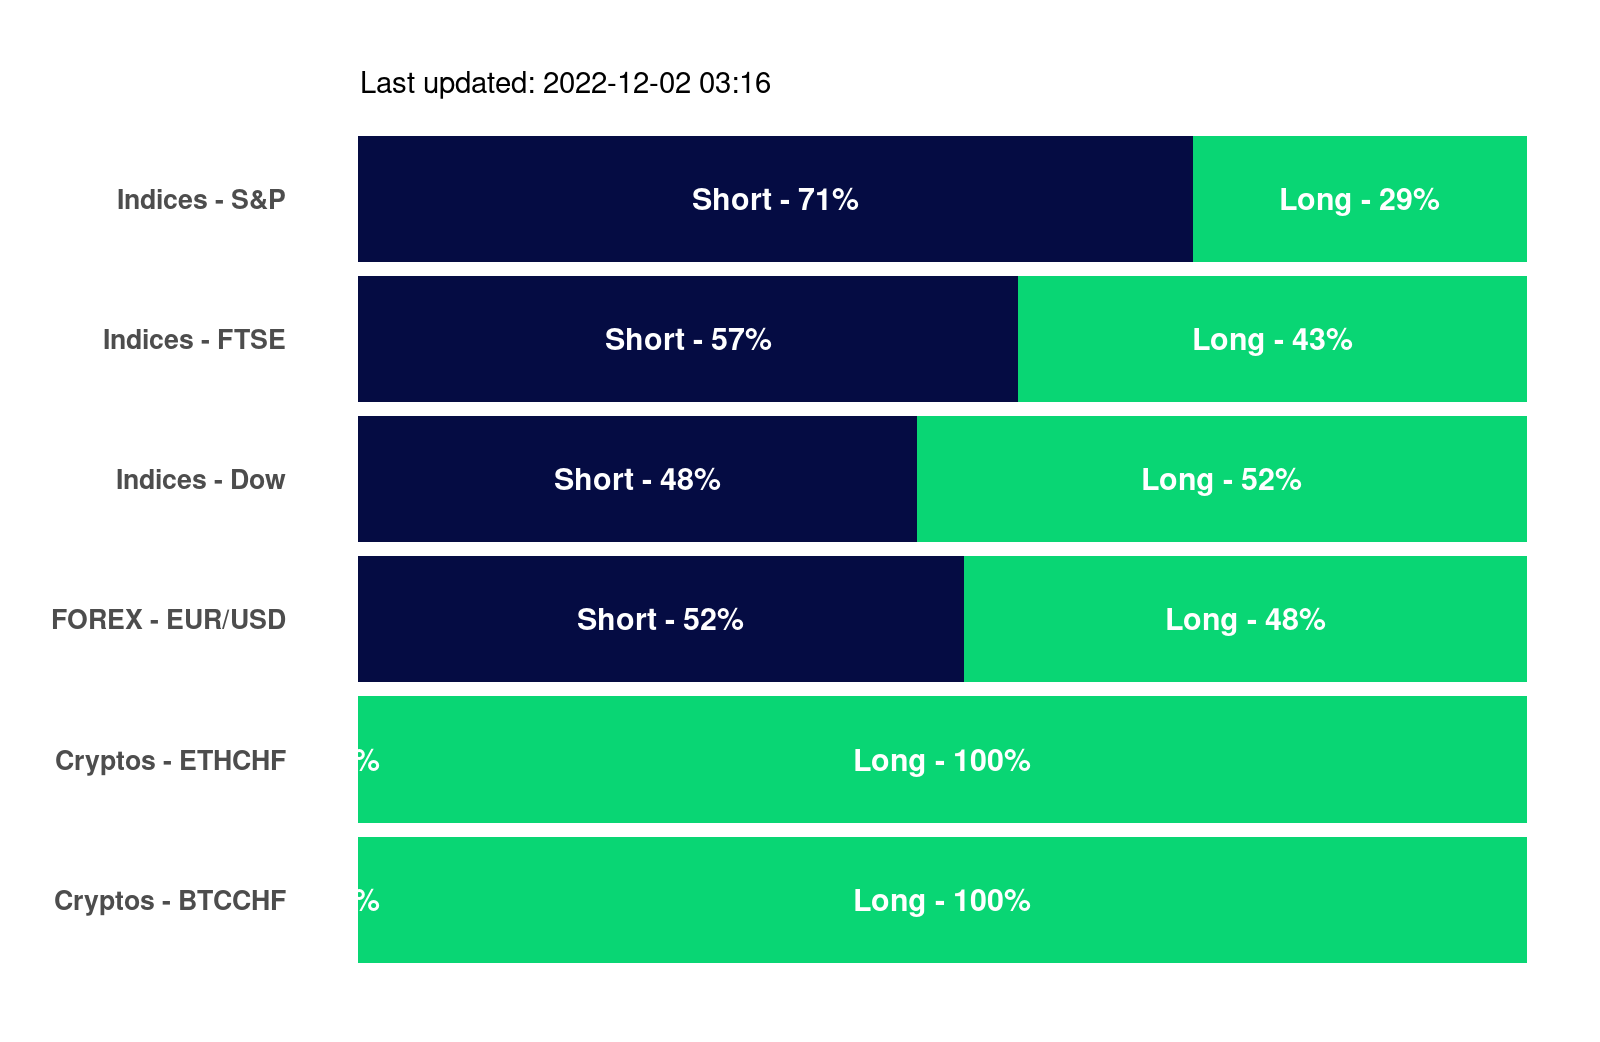 Last updated: 2022-12-02 03:16
Indices - S&P Short - 71% Long - 29%
Indices - FTSE Short - 57% Long - 43%
Indices - Dow Short - 48% Long - 52%
FOREX - EUR/USD Short - 52% Long - 48%
Cryptos - ETHCHF % Long - 100%
Cryptos - BTCCHF % Long - 100%